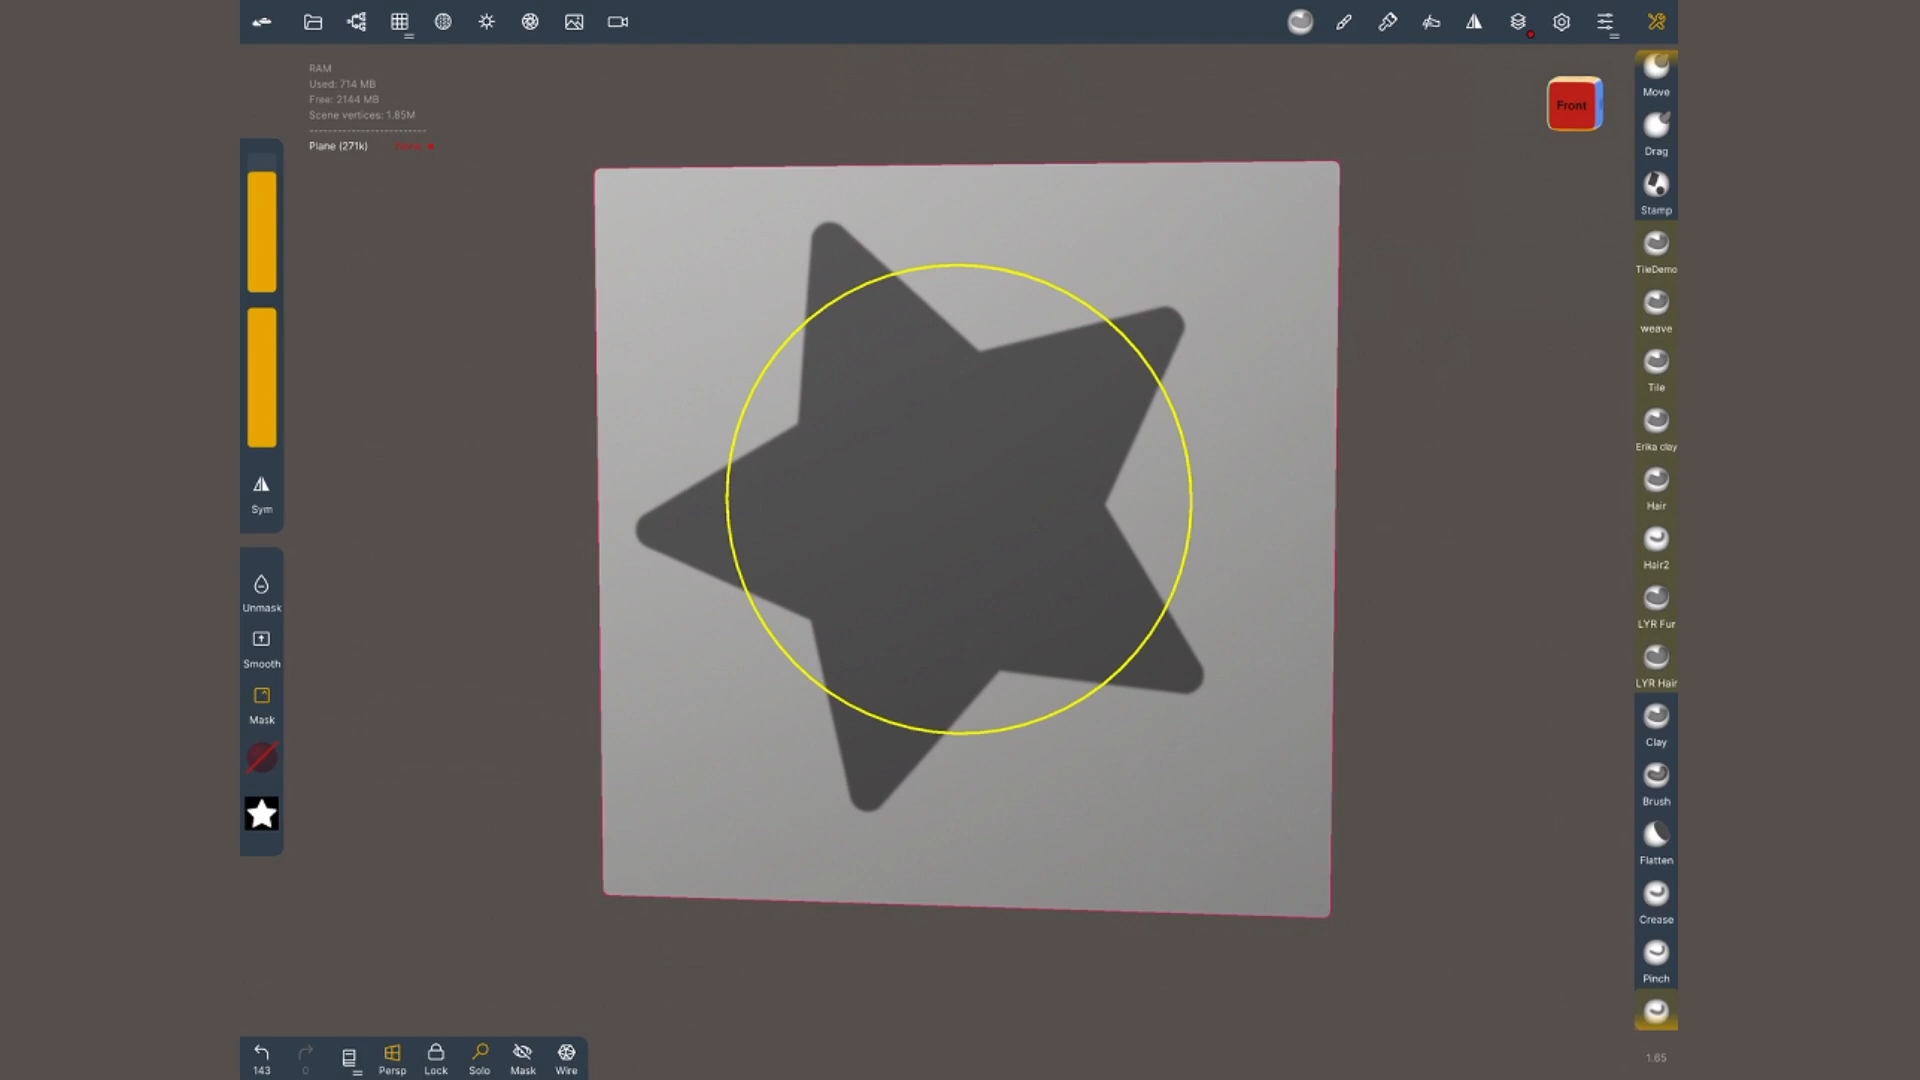 RAM
Used: 714 MB
Free: 2144 MB
Scene vertices: 1.85M
Plane (271k)
Front
Move
Drag
Stamp
TileDemo
weave
Tile
Erika clay
Hair
Hair2
LYR Fur
LYR Hair
Clay
Brush
Flatten
Crease
Pinch
Sym
Unmask
Smooth
Mask
143
0
Persp
Lock
Solo
Mask
Wire
1.65